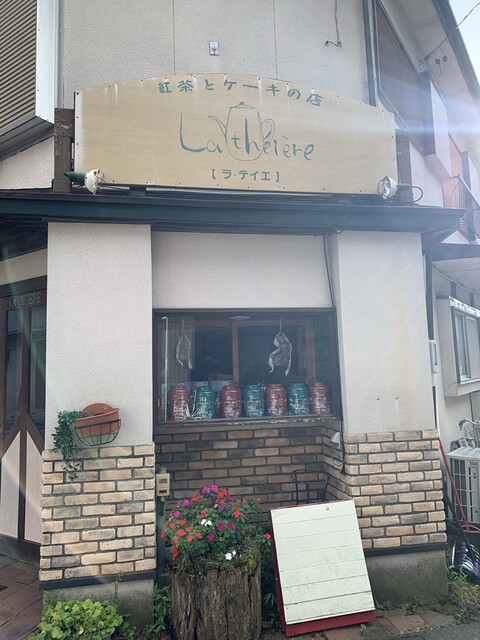 紅茶とケーキの店
La théière
【ラ・テイエ】